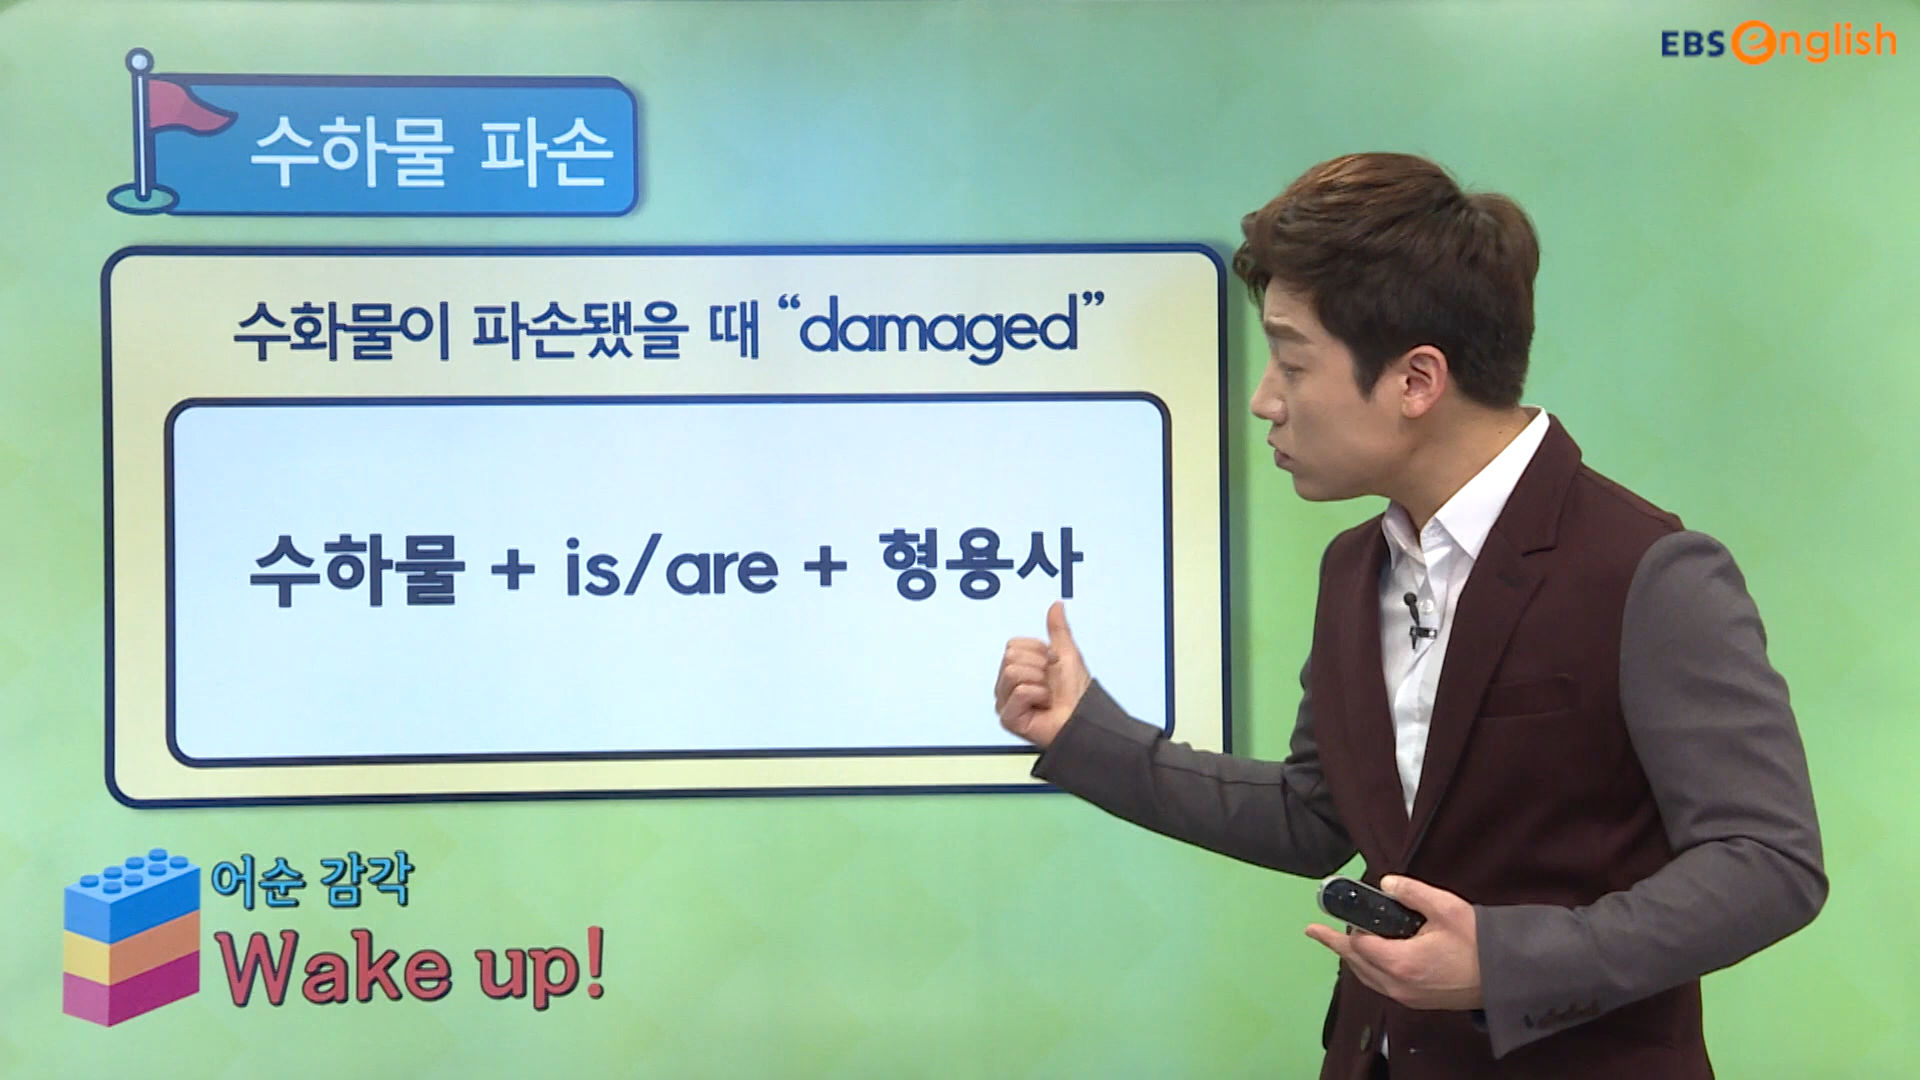 EBS english
수하물 파손
수화물이 파손됐을 때 “damaged”
수하물 + is/are + 형용사
어순 감각
Wake up!